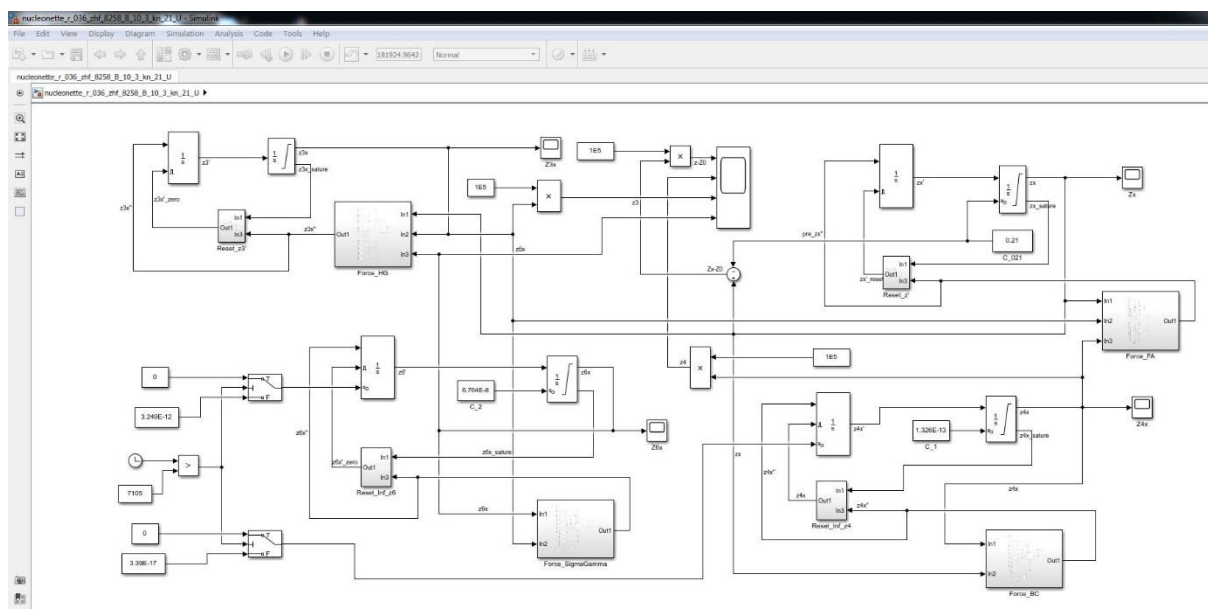 nucleonette_r_036_zhf_8258_B_10_3_kn_21_U - Simulink
File Edit View Display Diagram Simulation Analysis Code Tools Help
181924.9642 Normal
nucleonette_r_036_zhf_8258_B_10_3_kn_21_U
nucleonette_r_036_zhf_8258_B_10_3_kn_21_U
1
s
z3'
1
s
z3x
z3x_sature
Z3x
z3x''
z3x'_zero
In1
Out1
In3
Reset_z3'
z3x''
In1
Out1 In2
In3
Force_HG
z6x
1E5
×
1E5
×
z-Z0
z3
Zx-Z0
1
s
zx'
1
s
xo
zx
zx_sature
Zx
pre_zx''
0.21
C_021
zx'_reset
In1
Out1
In3
Reset_z'
In1
In2 Out1
In3
Force_FA
0
T
F
3.249E-12
>
7105
0
T
F
3.39E-17
1
s
xo
z6'
6.764E-8
C_2
1
s
xo
z6x
Z6x
z6x''
z6x'_zero
z6x_sature
In1
Out1
In3
Reset_Inf_z6
z6x
In1
Out1
In2
Force_SigmaGamma
z4
×
1E5
zx
1
s
xo
z4x'
1.326E-13
C_1
1
s
xo
z4x
z4x_sature
Z4x
z4x''
z4x
In1
Out1
In3
z4x''
Reset_Inf_z4
z4x
In1
Out1
In2
Force_BC